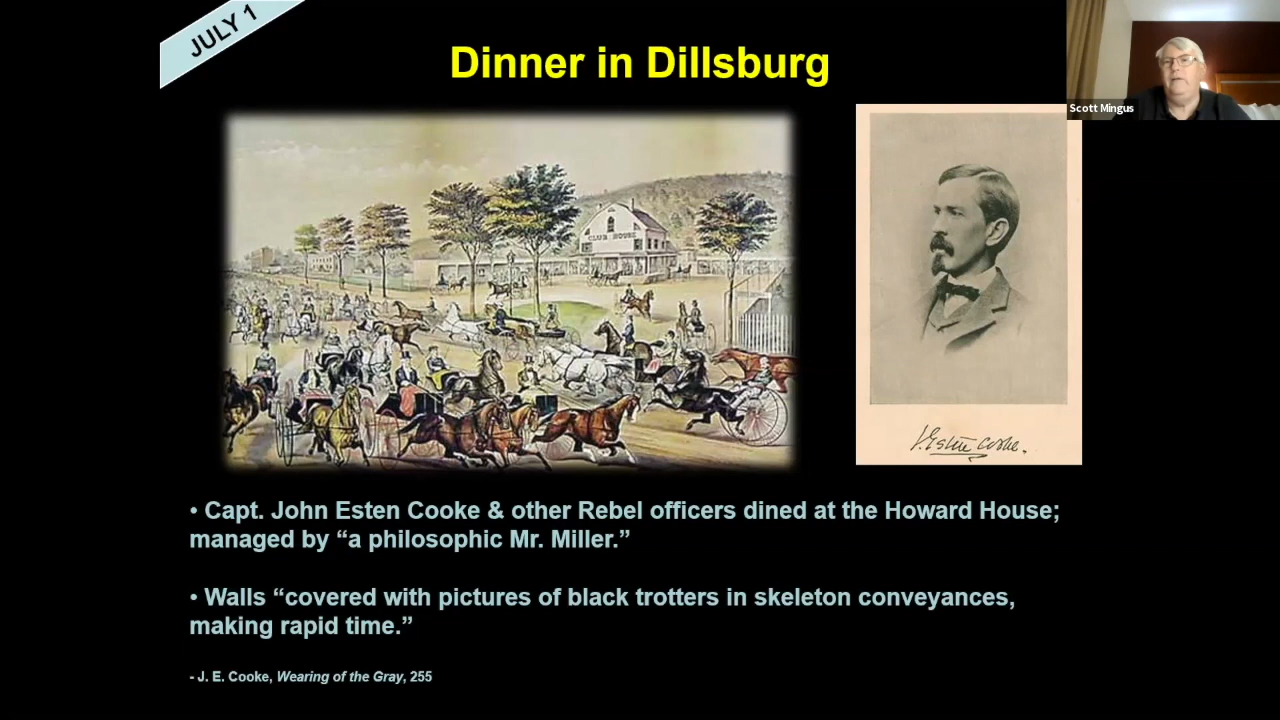 JULY 1
Dinner in Dillsburg
Scott Mingus
CLUB HOUSE
J. Esten Cooke.
• Capt. John Esten Cooke & other Rebel officers dined at the Howard House;
managed by “a philosophic Mr. Miller.”
• Walls “covered with pictures of black trotters in skeleton conveyances,
making rapid time.”
- J. E. Cooke, Wearing of the Gray, 255